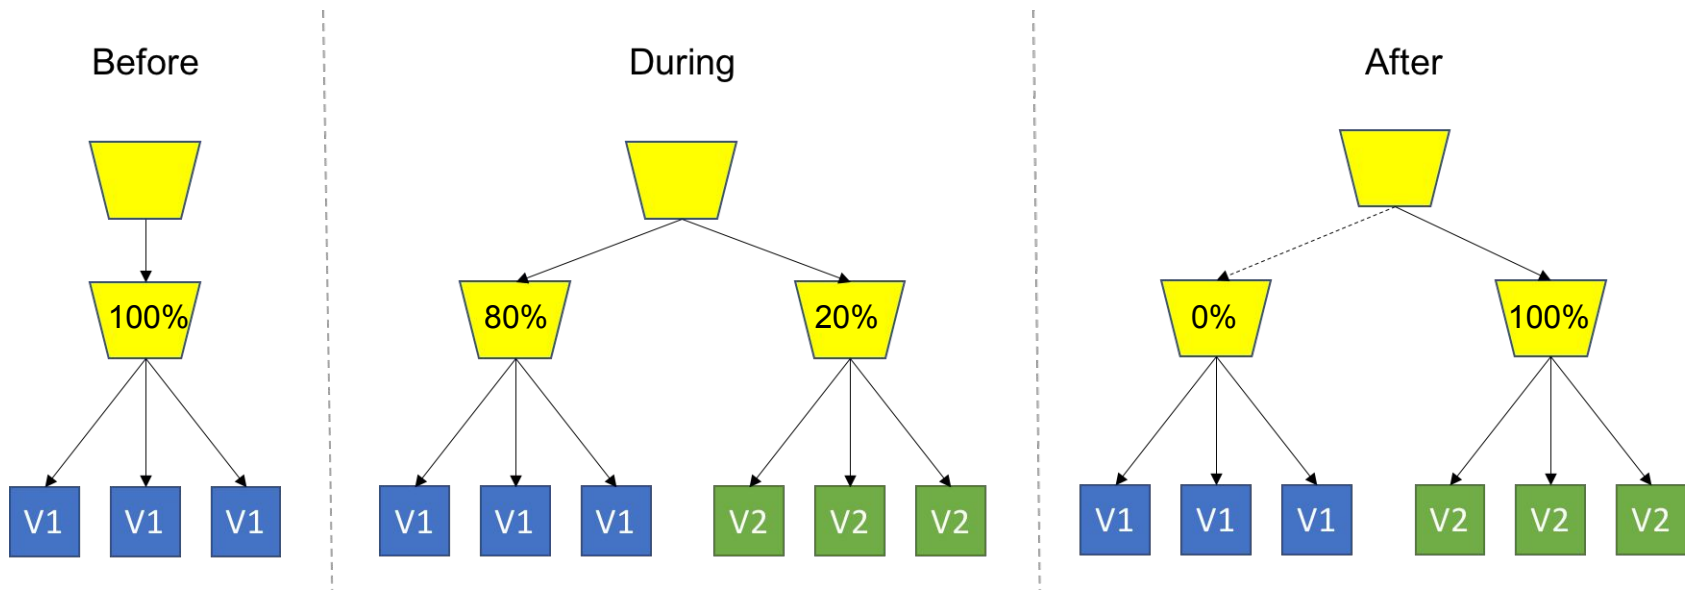 Before
During
After
100%
80%
20%
0%
100%
V1 V1 V1
V1 V1 V1
V2 V2 V2
V1 V1 V1
V2 V2 V2